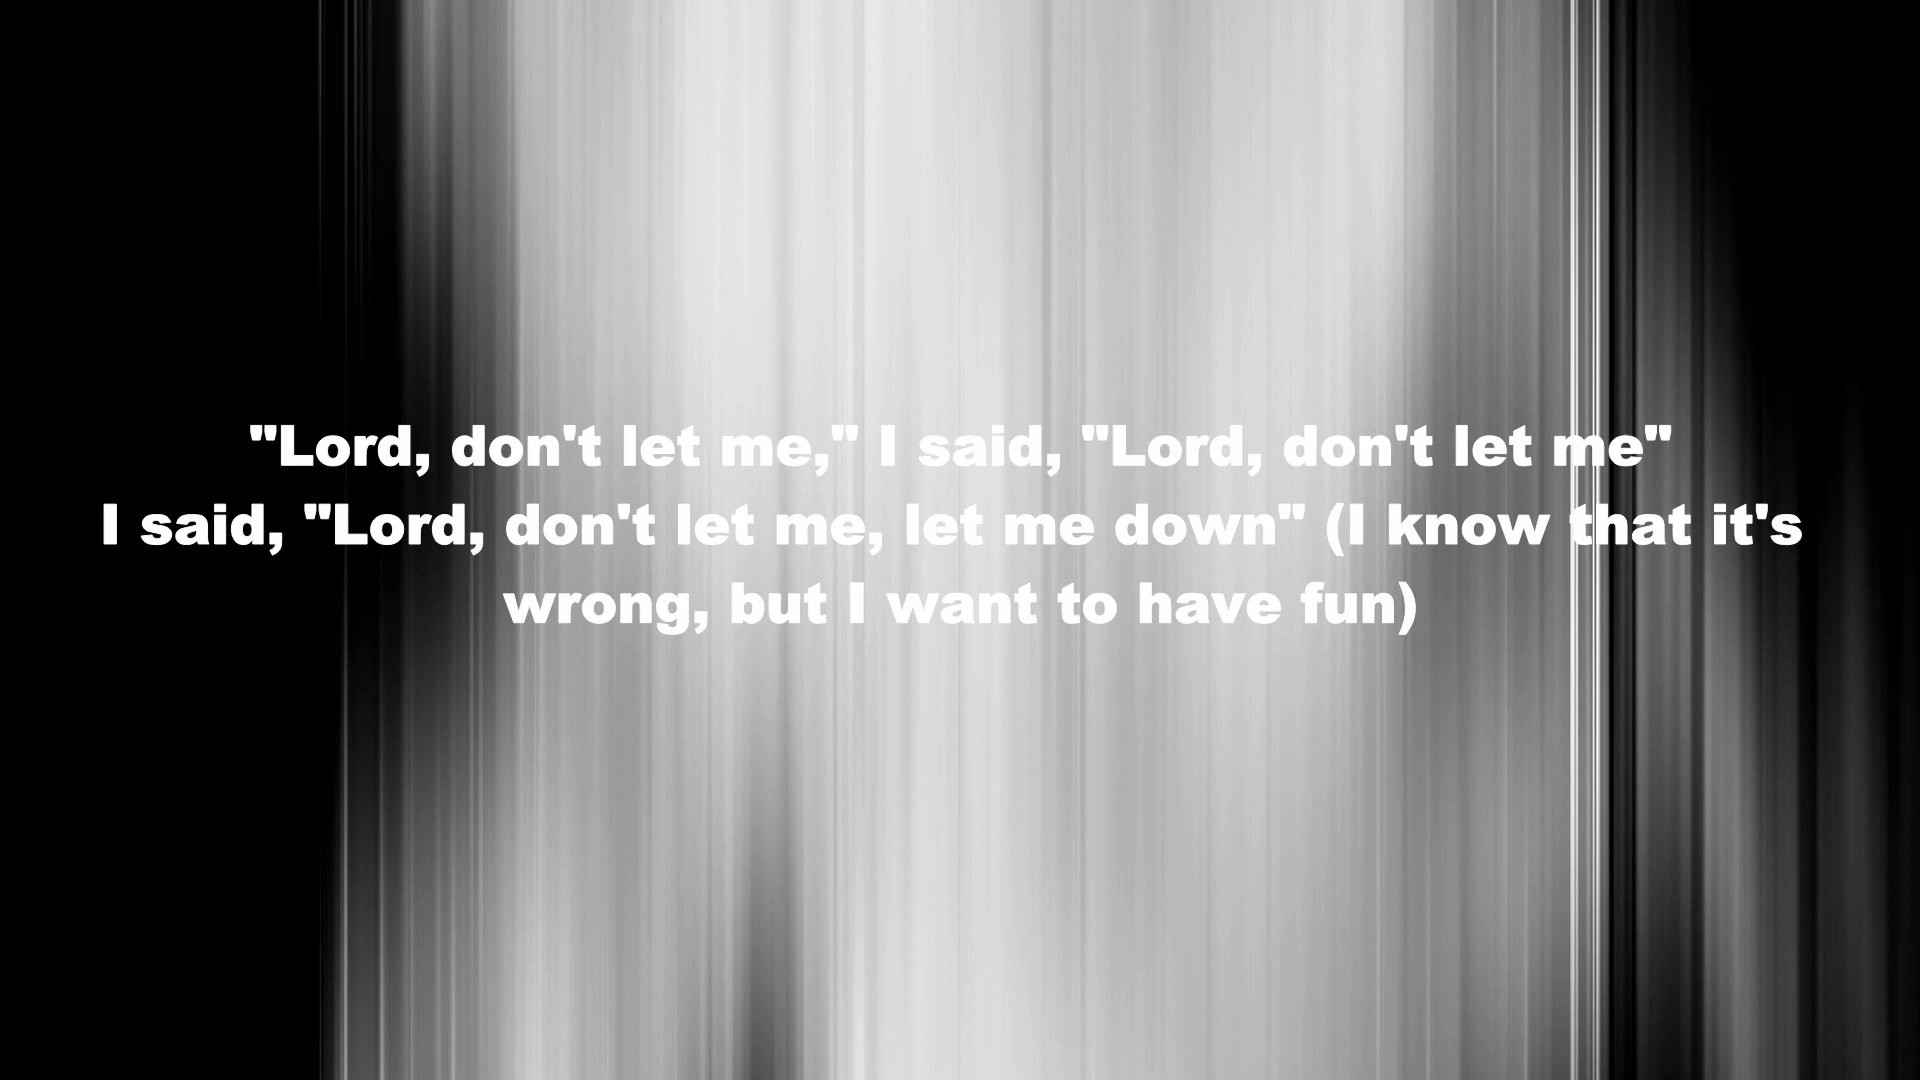 "Lord, don't let me," I said, "Lord, don't let me"
I said, "Lord, don't let me, let me down" (I know that it's
wrong, but I want to have fun)